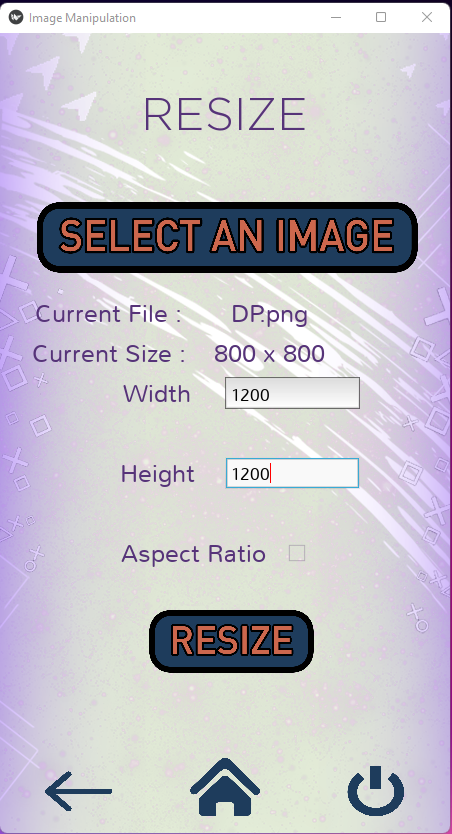 Image Manipulation
RESIZE
SELECT AN IMAGE
Current File : DP.png
Current Size : 800 x 800
Width 1200
Height 1200
Aspect Ratio
RESIZE